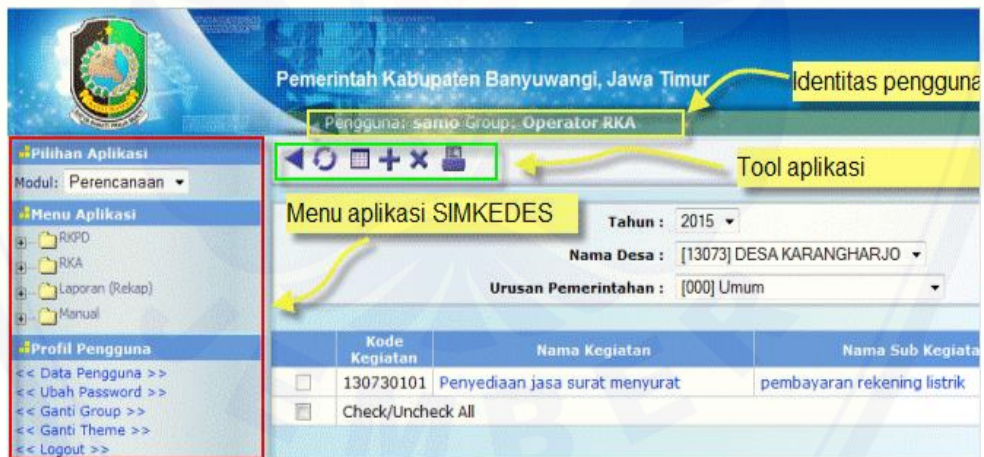 Pemerintah Kabupaten Banyuwangi, Jawa Timur
Identitas pengguna
Pengguna: samo Group: Operator RKA
Pilihan Aplikasi
Modul: Perencanaan
Tool aplikasi
Menu Aplikasi
Menu aplikasi SIMKEDES
Tahun : 2015
RKPD
Nama Desa : [13073] DESA KARANGHARJO
RKA
Laporan (Rekap)
Urusan Pemerintahan : [000] Umum
Manual
Profil Pengguna
Kode Kegiatan
Nama Kegiatan
Nama Sub Kegiata
<< Data Pengguna >>
130730101 Penyediaan jasa surat menyurat pembayaran rekening listrik
<< Ubah Password >>
<< Ganti Group >>
Check/Uncheck All
<< Ganti Theme >>
<< Logout >>